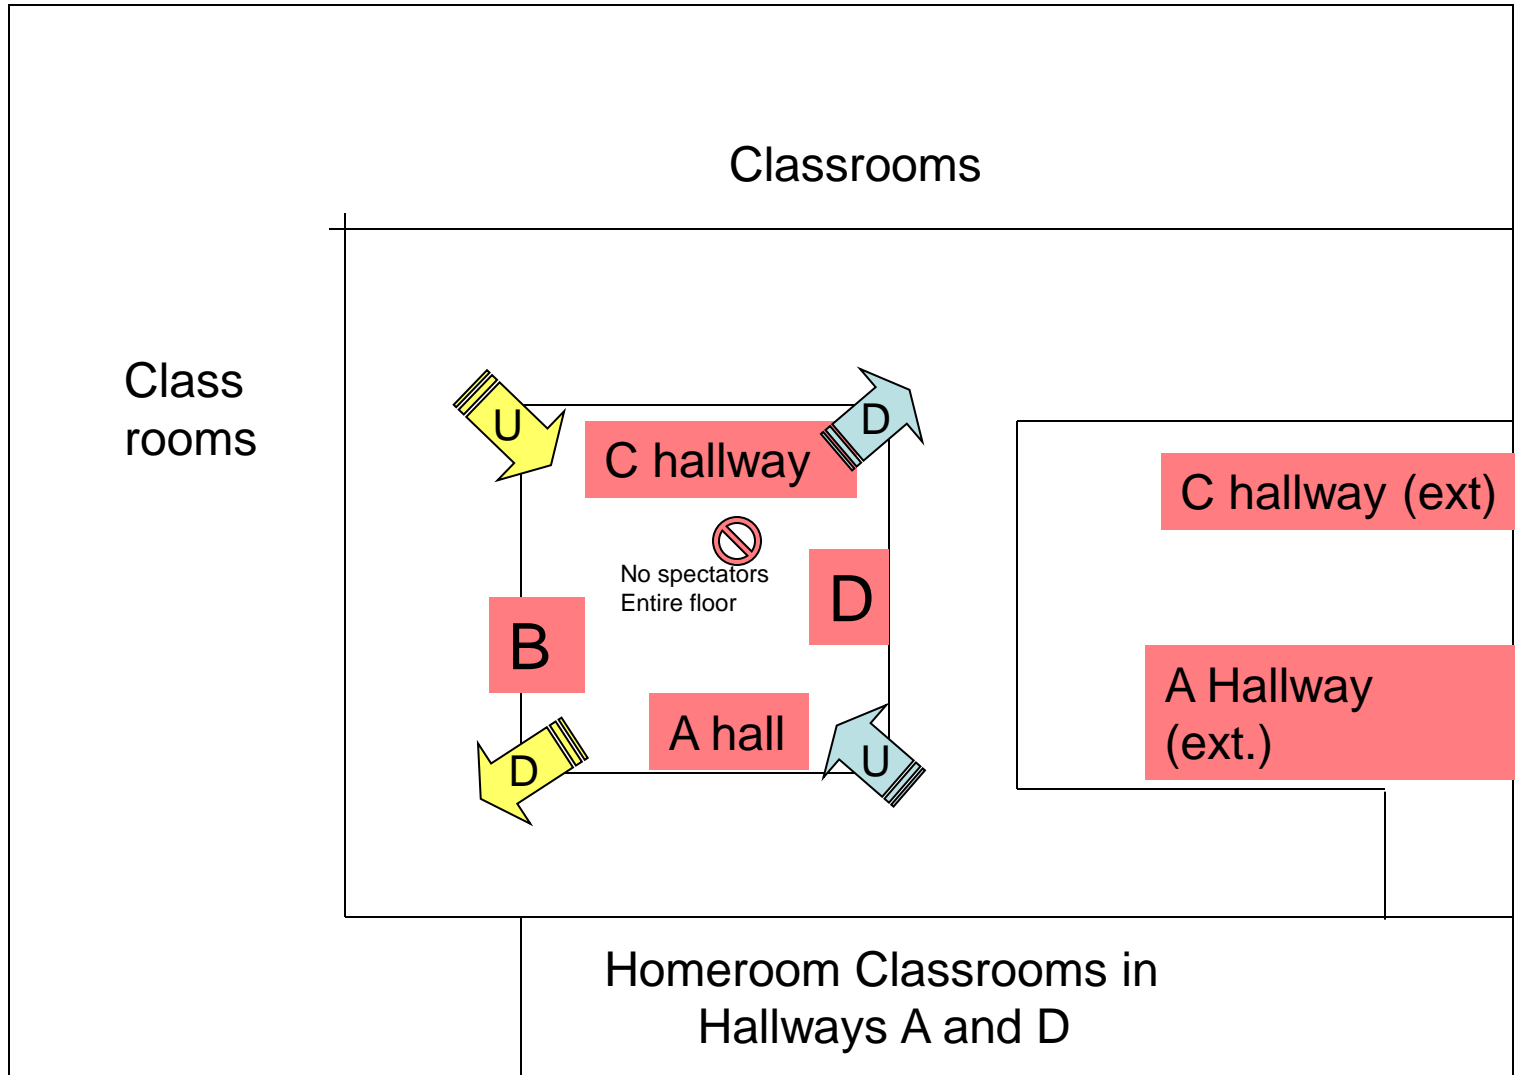 Classrooms
Class
rooms
U
D
C hallway
C hallway (ext)
No spectators
Entire floor
D
B
A Hallway
(ext.)
A hall
D
U
Homeroom Classrooms in
Hallways A and D